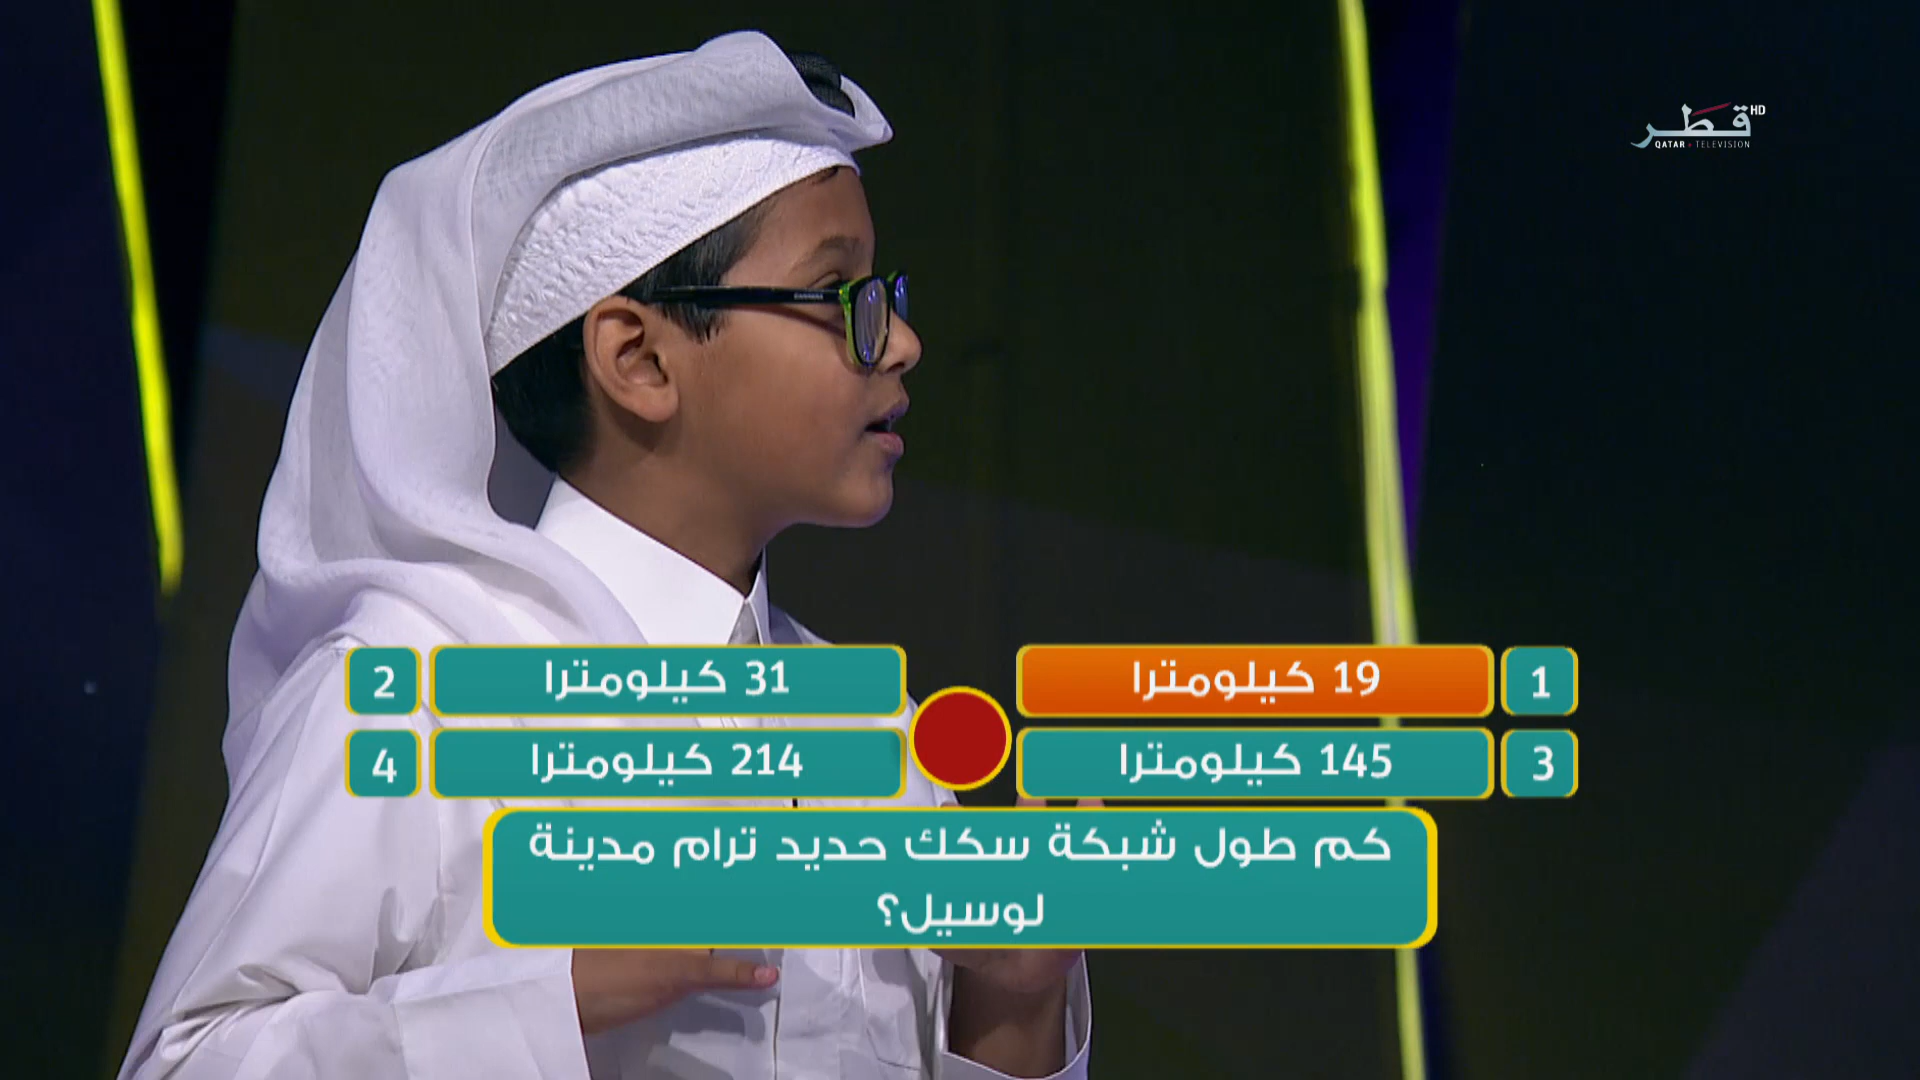 قطر HD
QATAR TELEVISION
1 19 كيلومترا
2 31 كيلومترا
3 145 كيلومترا
4 214 كيلومترا
كم طول شبكة سكك حديد ترام مدينة
لوسيل؟